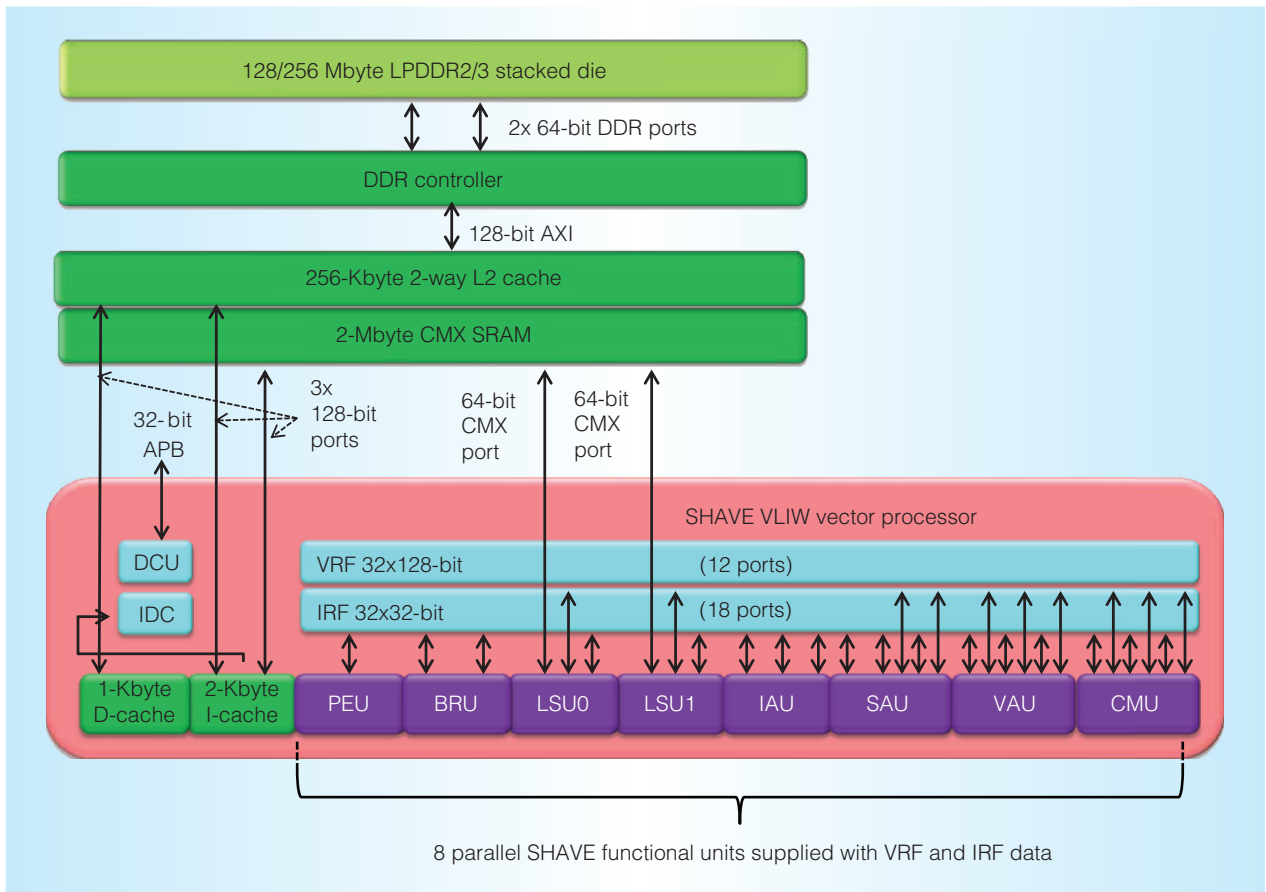 128/256 Mbyte LPDDR2/3 stacked die
2x 64-bit DDR ports
DDR controller
128-bit AXI
256-Kbyte 2-way L2 cache
2-Mbyte CMX SRAM
3x
128-bit
ports
32-bit
APB
64-bit
CMX
port
64-bit
CMX
port
SHAVE VLIW vector processor
DCU
VRF 32x128-bit (12 ports)
IDC
IRF 32x32-bit (18 ports)
1-Kbyte
D-cache
2-Kbyte
I-cache
PEU
BRU
LSU0
LSU1
IAU
SAU
VAU
CMU
8 parallel SHAVE functional units supplied with VRF and IRF data